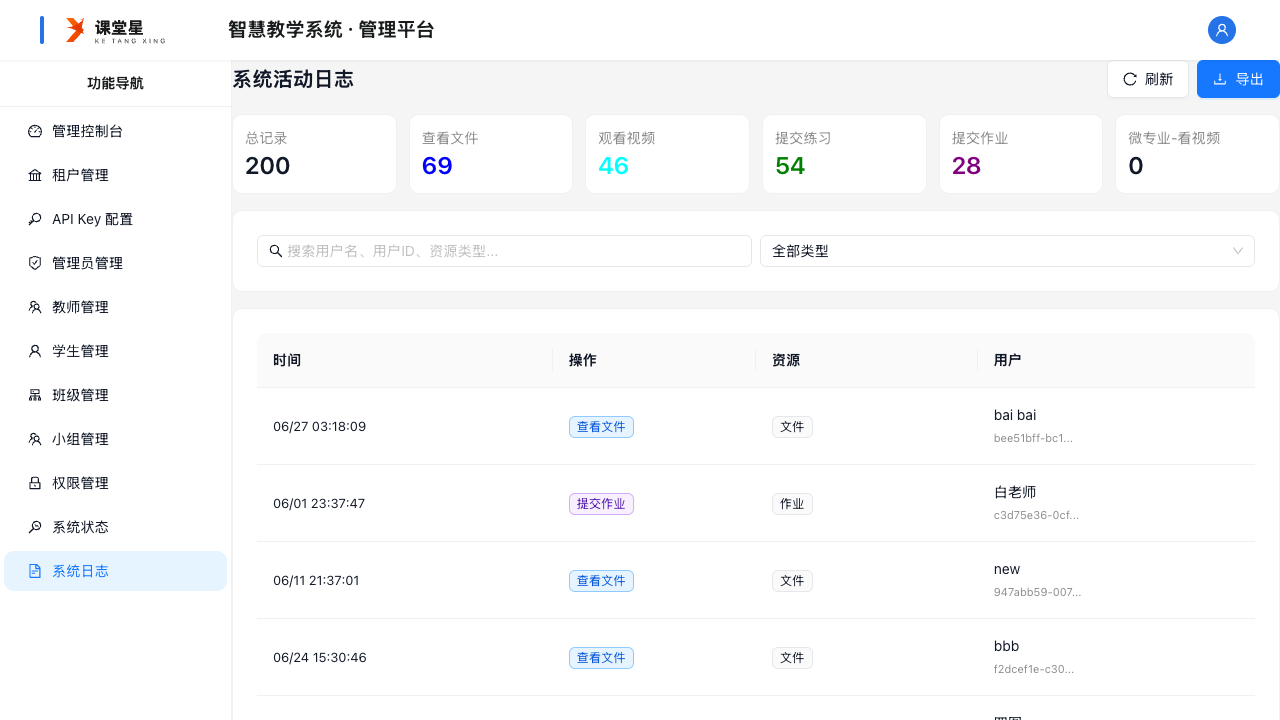 课堂星
KE TANG XING
智慧教学系统 · 管理平台
功能导航
管理控制台
租户管理
API Key 配置
管理员管理
教师管理
学生管理
班级管理
小组管理
权限管理
系统状态
系统日志
系统活动日志
刷新
导出
总记录
200
查看文件
69
观看视频
46
提交练习
54
提交作业
28
微专业-看视频
0
搜索用户名、用户ID、资源类型...
全部类型
时间 操作 资源 用户
06/27 03:18:09 查看文件 文件 bai bai
bee51bff-bc1...
06/01 23:37:47 提交作业 作业 白老师
c3d75e36-0cf...
06/11 21:37:01 查看文件 文件 new
947abb59-007...
06/24 15:30:46 查看文件 文件 bbb
f2dcef1e-c30...